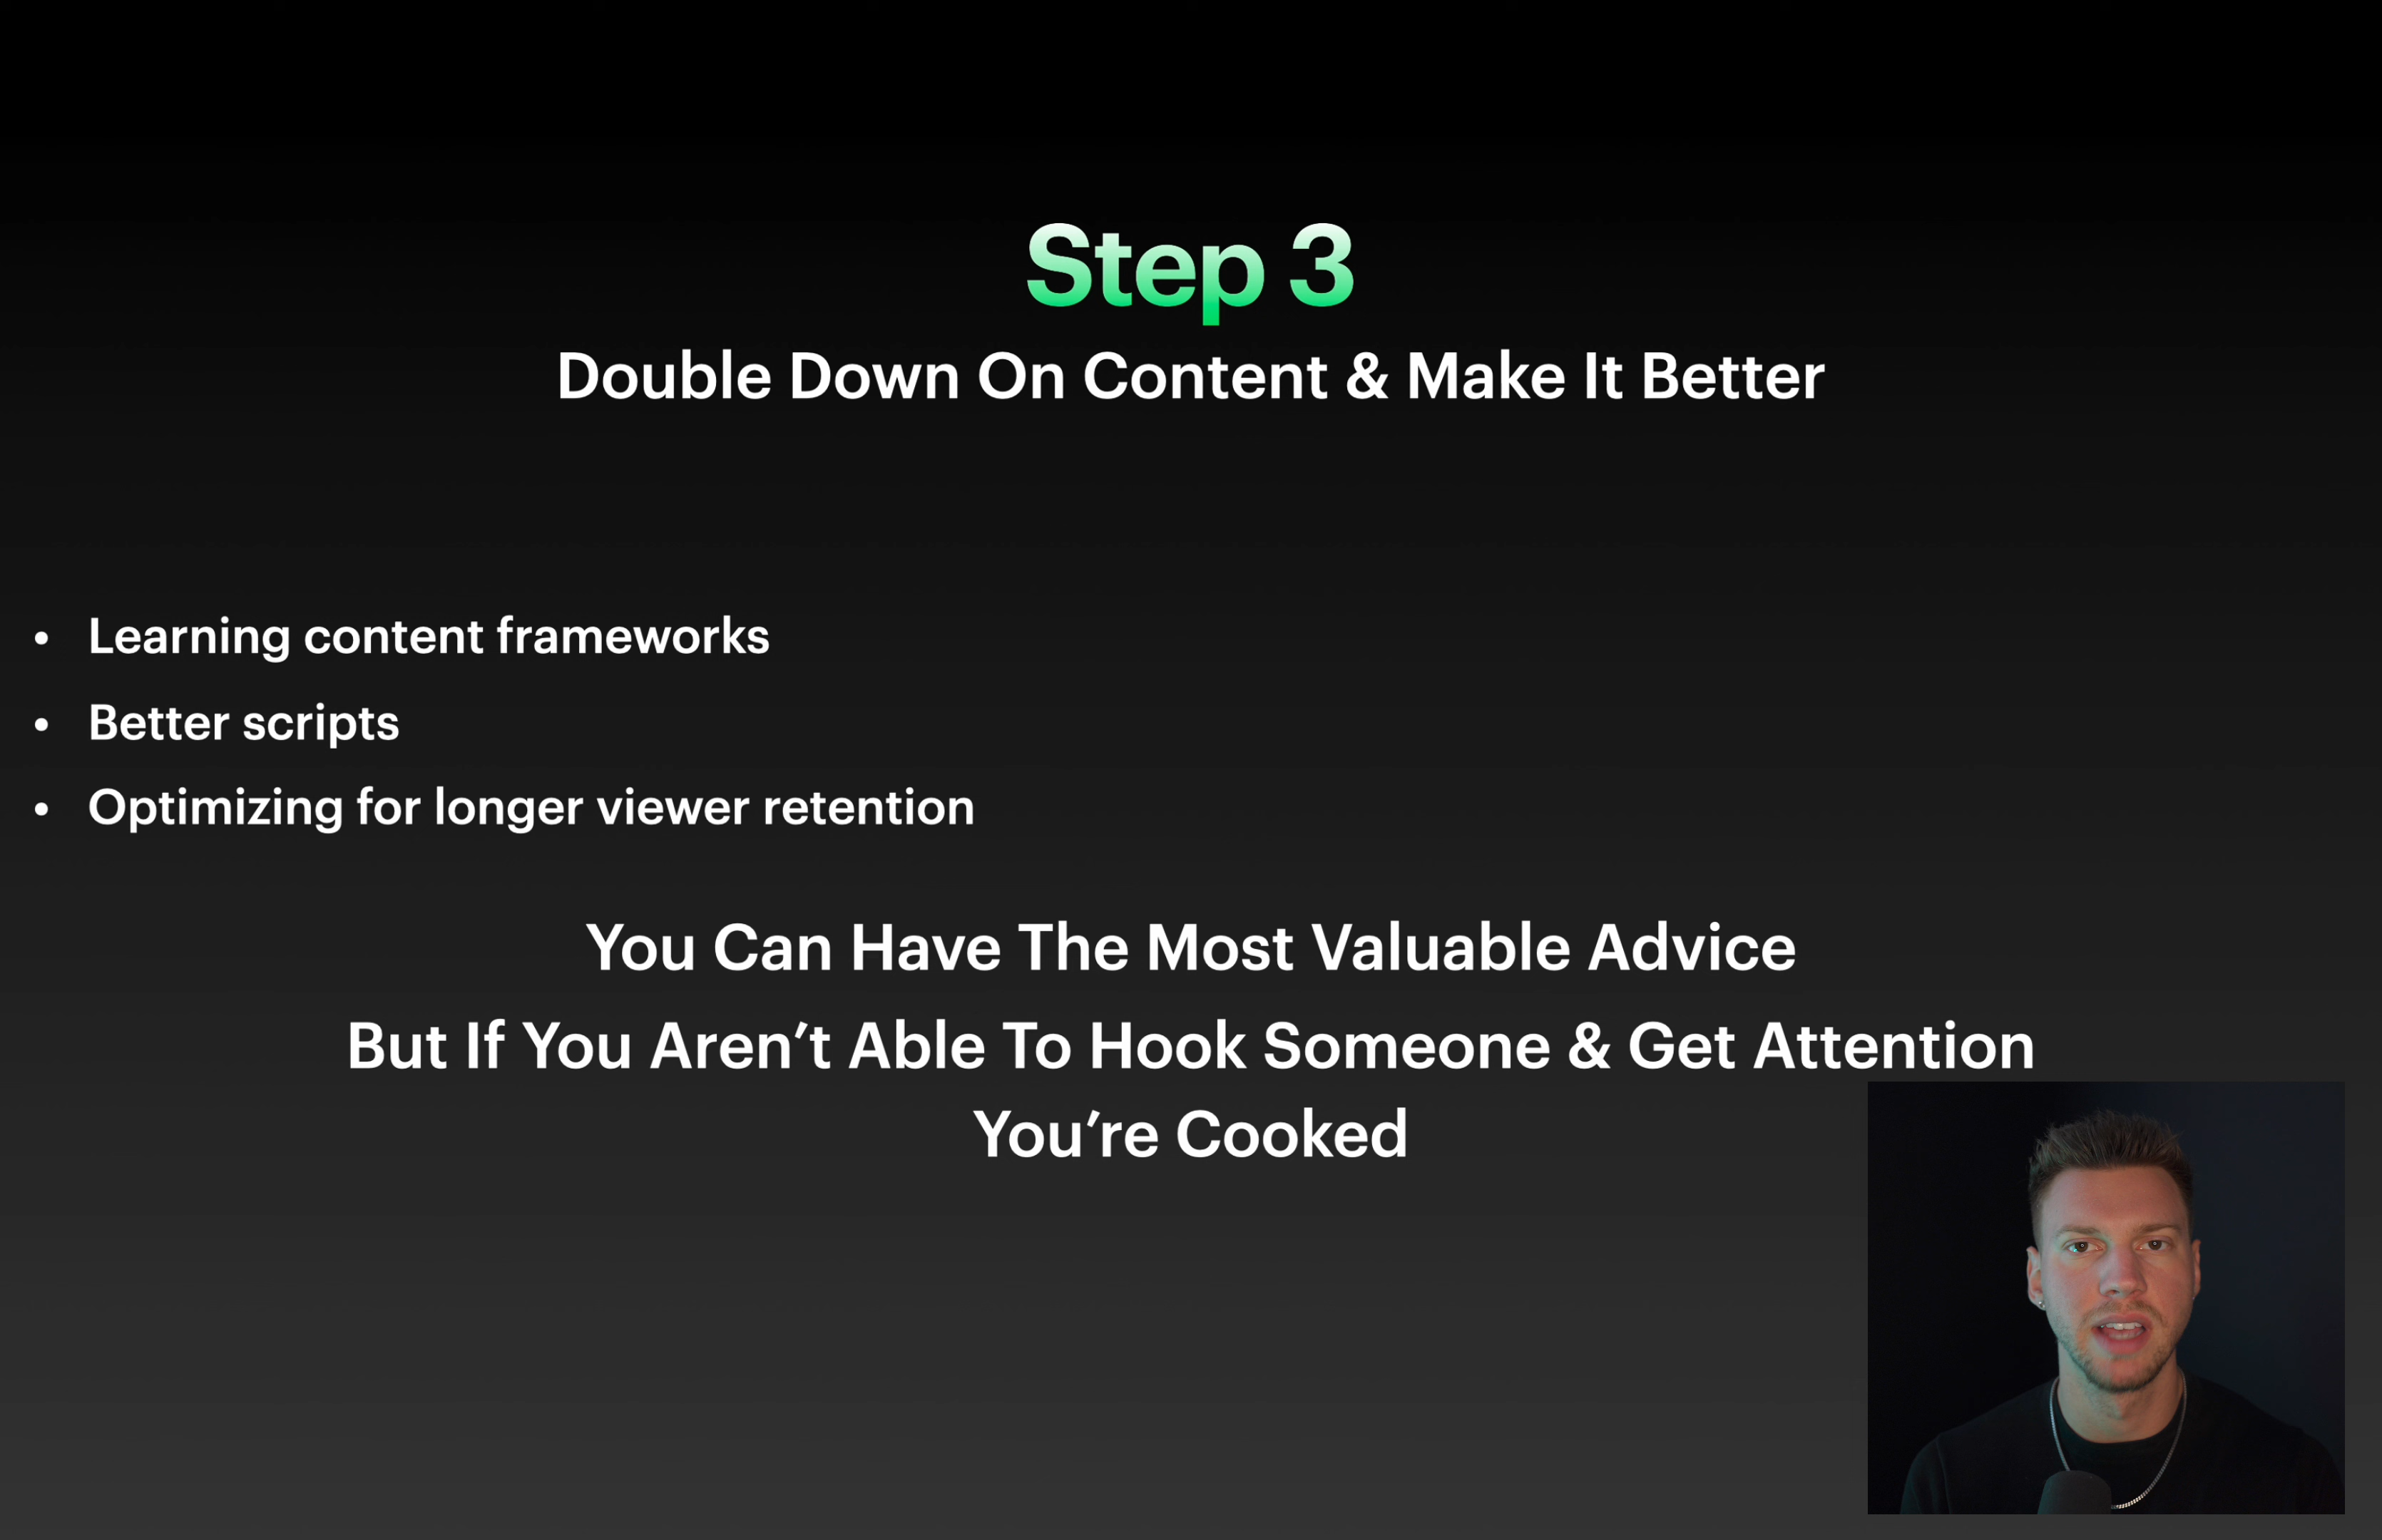 Step 3
Double Down On Content & Make It Better
• Learning content frameworks
• Better scripts
• Optimizing for longer viewer retention
You Can Have The Most Valuable Advice
But If You Aren’t Able To Hook Someone & Get Attention
You’re Cooked